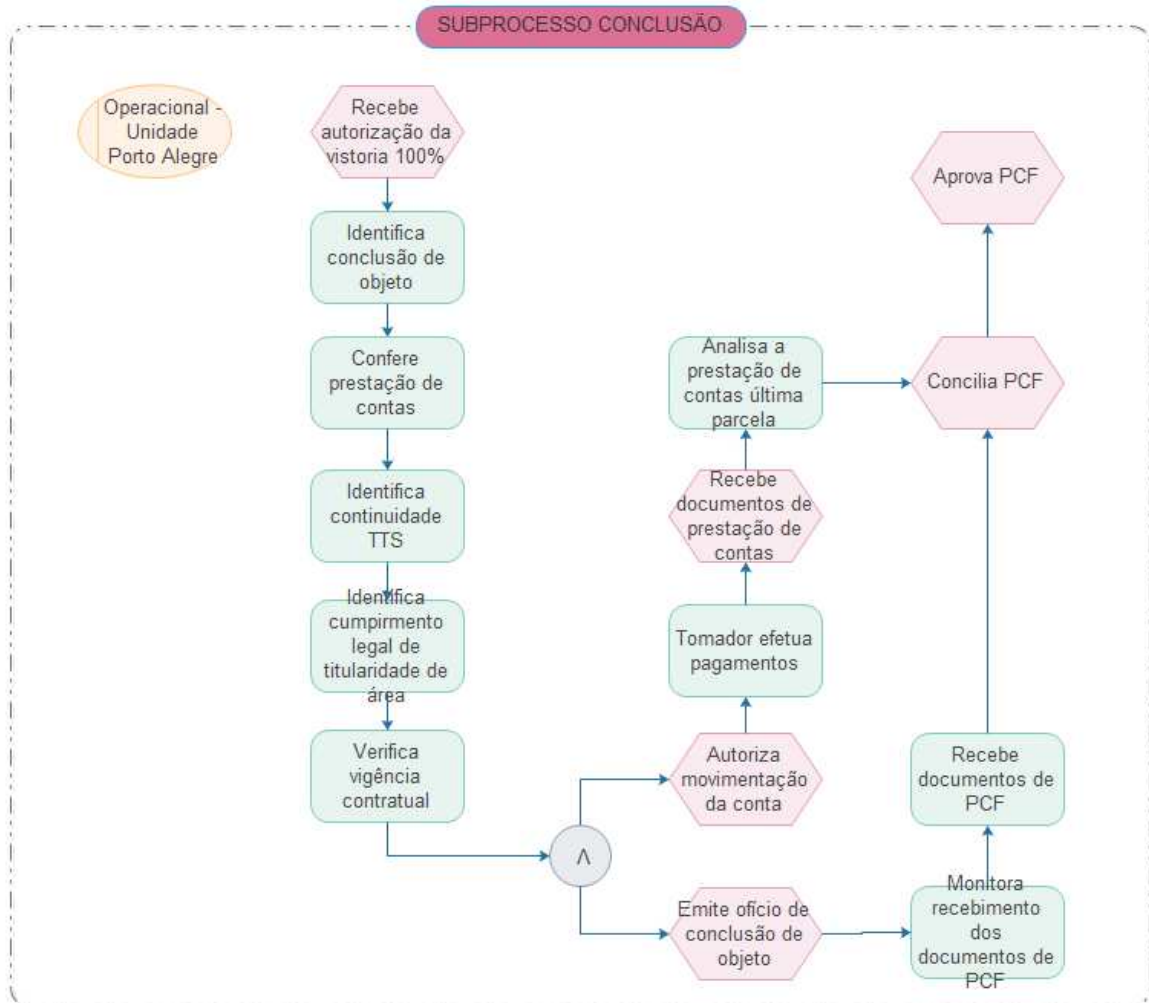 SUBPROCESSO CONCLUSÃO
Operacional -
Unidade
Porto Alegre
Recebe
autorização da
vistoria 100%
Identifica
conclusão de
objeto
Confere
prestação de
contas
Identifica
continuidade
TTS
Identifica
cumpirmento
legal de
titularidade de
área
Verifica
vigência
contratual
Λ
Autoriza
movimentação
da conta
Tomador efetua
pagamentos
Recebe
documentos de
prestação de
contas
Analisa a
prestação de
contas última
parcela
Emite ofício de
conclusão de
objeto
Monitora
recebimento
dos
documentos de
PCF
Recebe
documentos de
PCF
Concilia PCF
Aprova PCF